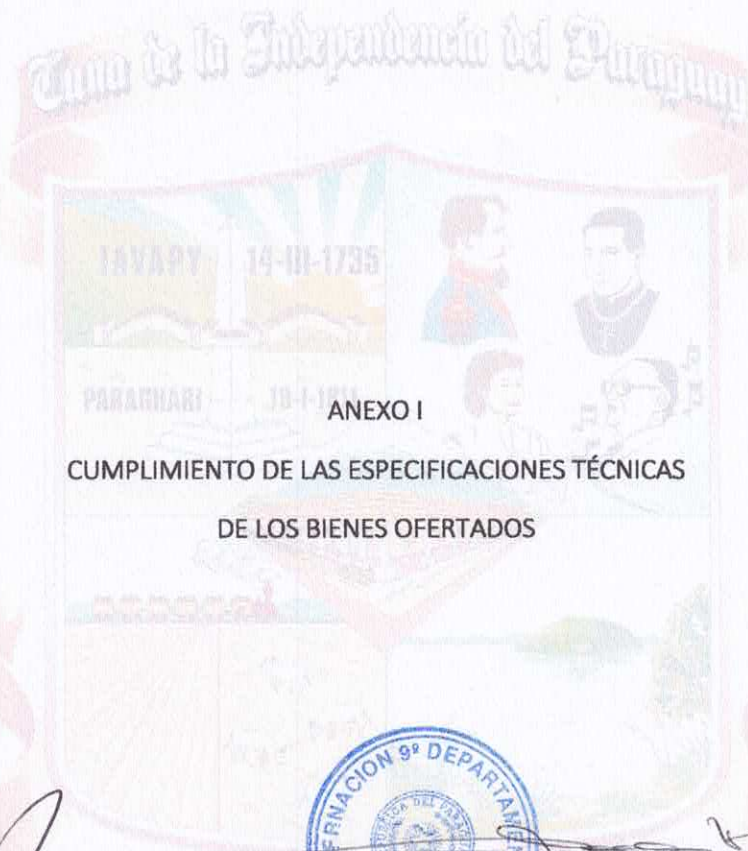 Cuna de la Independencia del Paraguay
14-III-1735
PARAGUARI
ANEXO I
CUMPLIMIENTO DE LAS ESPECIFICACIONES TÉCNICAS
DE LOS BIENES OFERTADOS
9º